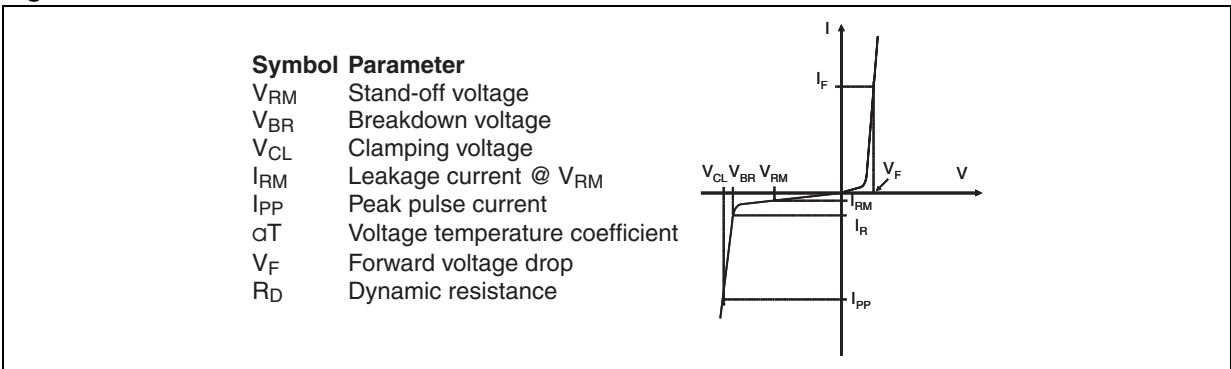 Symbol Parameter
VRM Stand-off voltage
VBR Breakdown voltage
VCL Clamping voltage
IRM Leakage current @ VRM
IPP Peak pulse current
αT Voltage temperature coefficient
VF Forward voltage drop
RD Dynamic resistance
I
IF
VCL VBR VRM
VF
V
IRM
IR
IPP